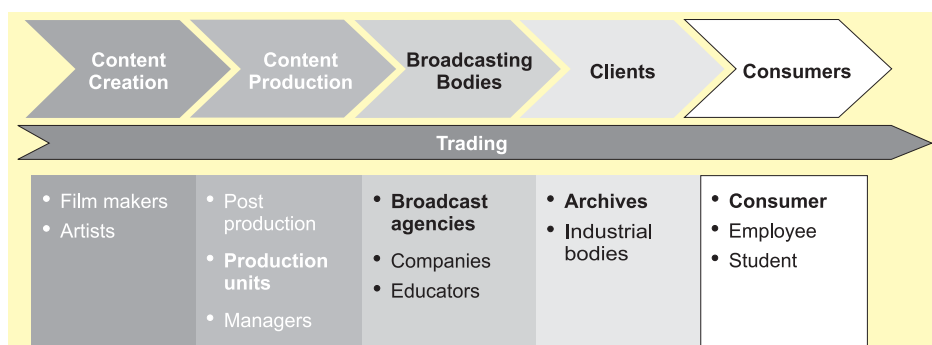 Content
Creation
Content
Production
Broadcasting
Bodies
Clients
Consumers
Trading
• Film makers
• Artists
• Post
production
• Production
units
• Managers
• Broadcast
agencies
• Companies
• Educators
• Archives
• Industrial
bodies
• Consumer
• Employee
• Student